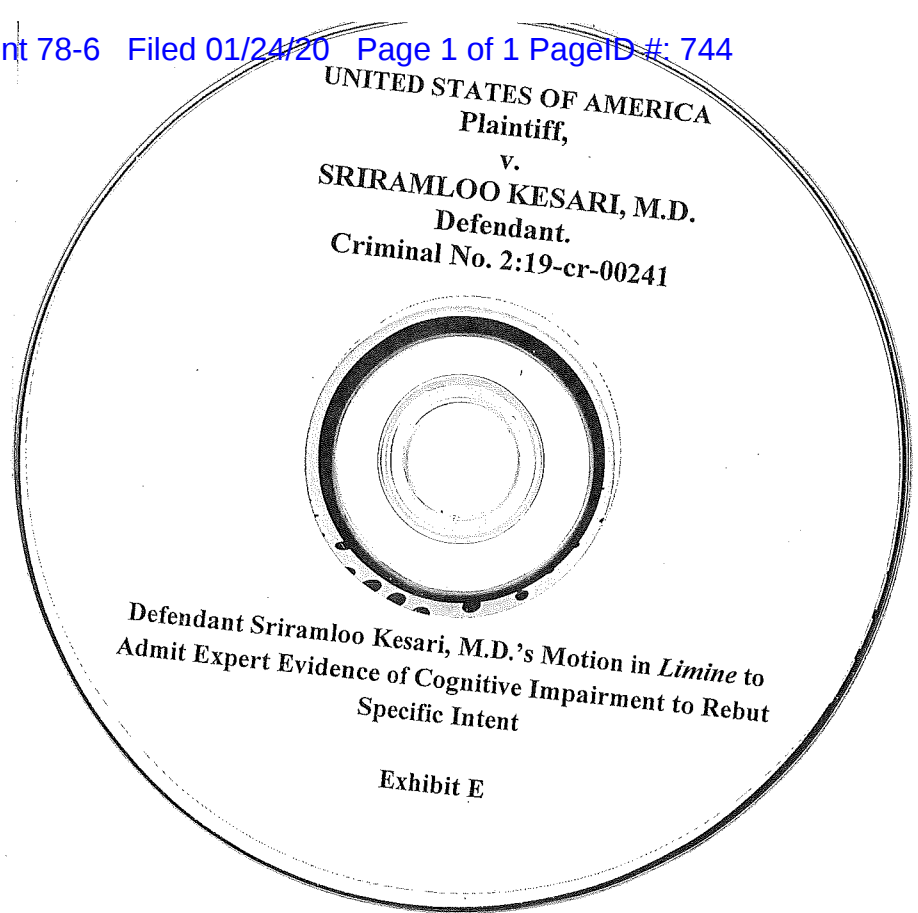 nt 78-6 Filed 01/24/20 Page 1 of 1 PageID #: 744
UNITED STATES OF AMERICA
Plaintiff,
v.
SRIRAMLOO KESARI, M.D.
Defendant.
Criminal No. 2:19-cr-00241
Defendant Sriramloo Kesari, M.D.'s Motion in Limine to
Admit Expert Evidence of Cognitive Impairment to Rebut
Specific Intent
Exhibit E